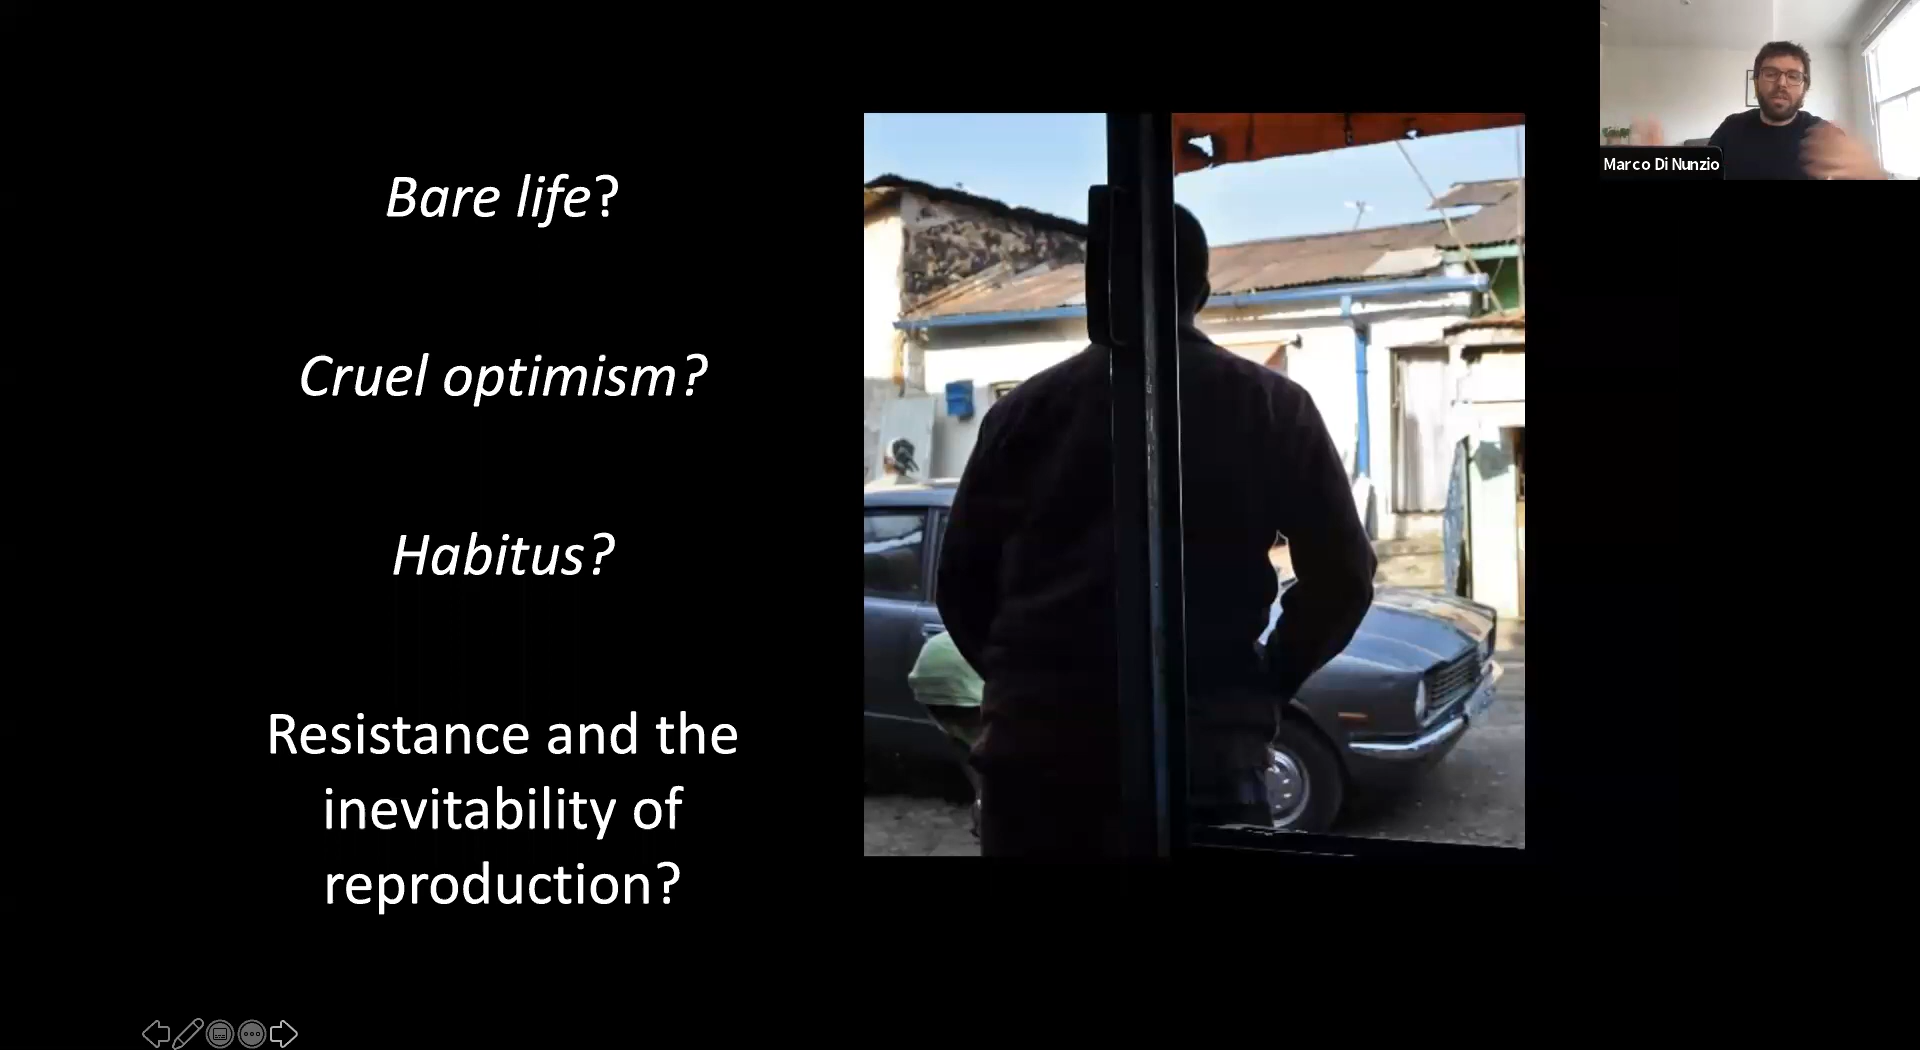 Bare life?
Cruel optimism?
Habitus?
Resistance and the
inevitability of
reproduction?
Marco Di Nunzio